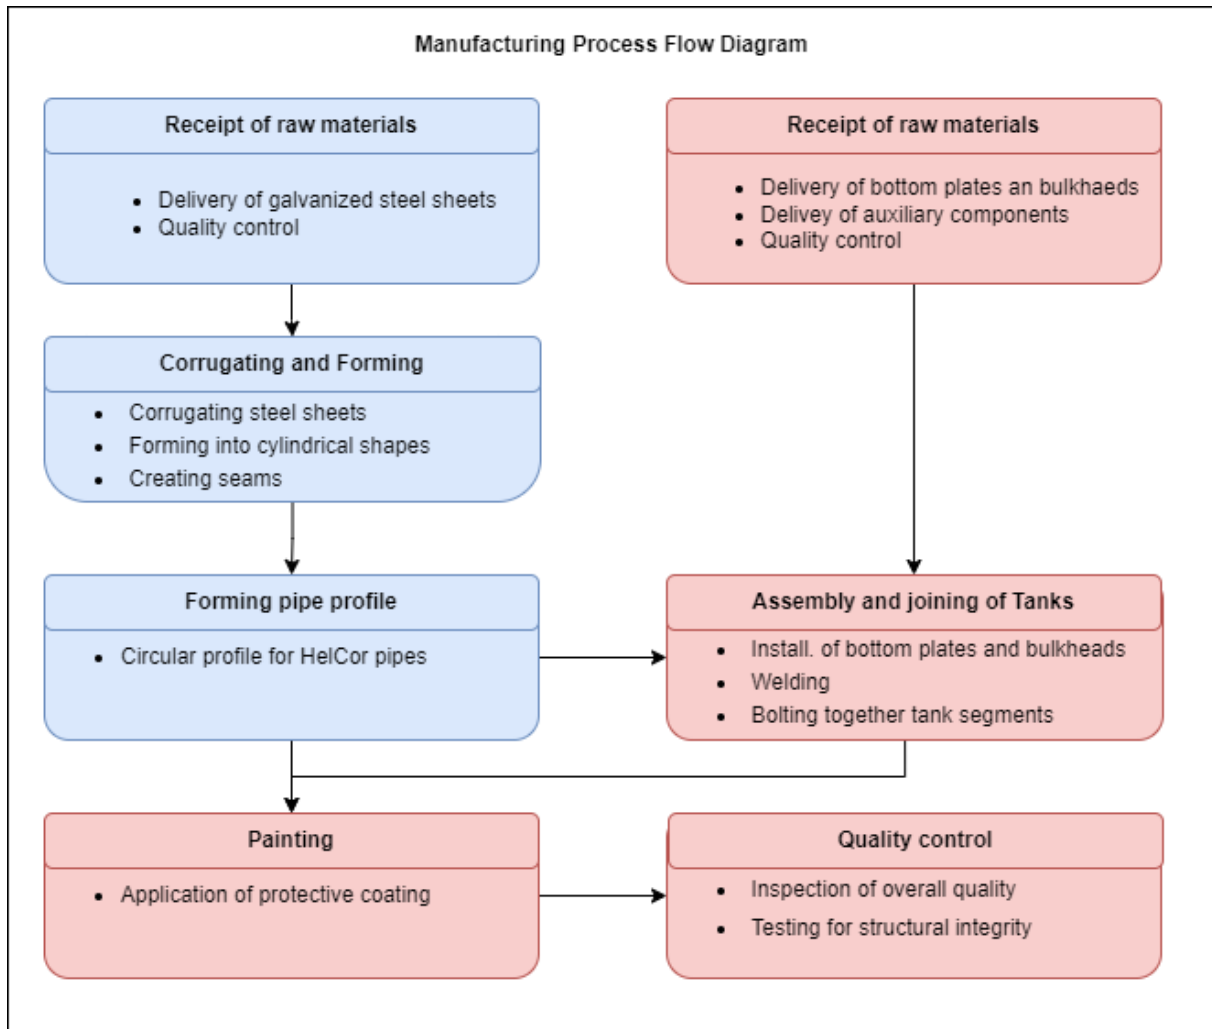 Manufacturing Process Flow Diagram
Receipt of raw materials
• Delivery of galvanized steel sheets
• Quality control
Receipt of raw materials
• Delivery of bottom plates an bulkhaeds
• Delivey of auxiliary components
• Quality control
Corrugating and Forming
• Corrugating steel sheets
• Forming into cylindrical shapes
• Creating seams
Forming pipe profile
• Circular profile for HelCor pipes
Assembly and joining of Tanks
• Install. of bottom plates and bulkheads
• Welding
• Bolting together tank segments
Painting
• Application of protective coating
Quality control
• Inspection of overall quality
• Testing for structural integrity